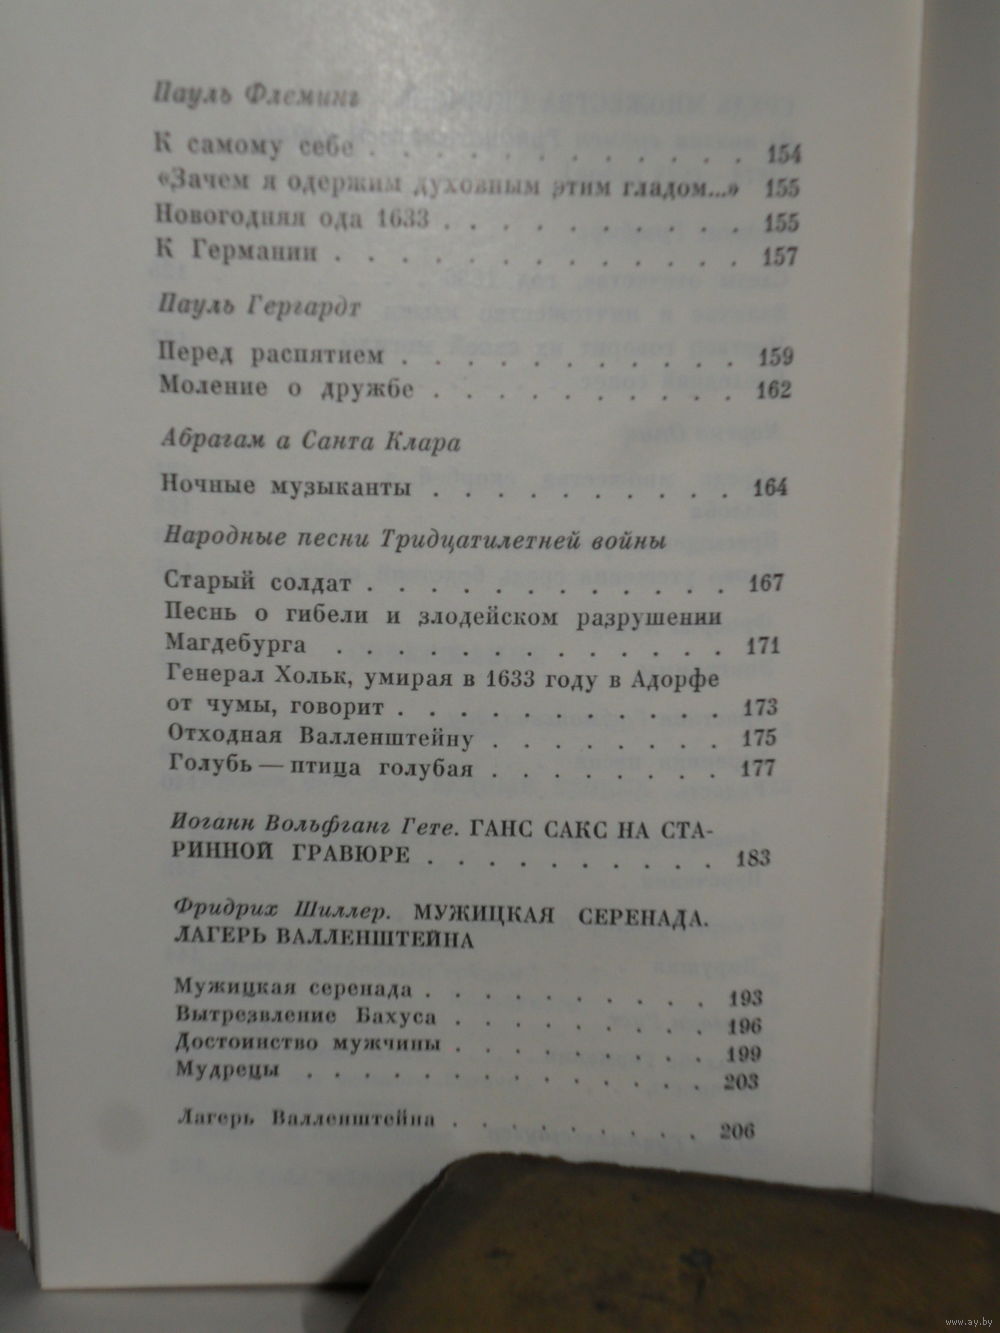 Пауль Флеминг
К самому себе . . . . . . . . . . . . 154
«Зачем я одержим духовным этим гладом...» 155
Новогодняя ода 1633 . . . . . . . . . . 155
К Германии . . . . . . . . . . . . . 157
Пауль Гергардт
Перед распятием . . . . . . . . . . . 159
Моление о дружбе . . . . . . . . . . 162
Абрагам а Санта Клара
Ночные музыканты . . . . . . . . . . 164
Народные песни Тридцатилетней войны
Старый солдат . . . . . . . . . . . . 167
Песнь о гибели и злодейском разрушении
Магдебурга . . . . . . . . . . . . . 171
Генерал Хольк, умирая в 1633 году в Адорфе
от чумы, говорит . . . . . . . . . . . 173
Отходная Валленштейну . . . . . . . . 175
Голубь — птица голубая . . . . . . . . 177
Иоганн Вольфганг Гете. ГАНС САКС НА СТА-
РИННОЙ ГРАВЮРЕ . . . . . . . . . . 183
Фридрих Шиллер. МУЖИЦКАЯ СЕРЕНАДА.
ЛАГЕРЬ ВАЛЛЕНШТЕЙНА
Мужицкая серенада . . . . . . . . . . 193
Вытрезвление Бахуса . . . . . . . . . 196
Достоинство мужчины . . . . . . . . . 199
Мудрецы . . . . . . . . . . . . . . 203
Лагерь Валленштейна . . . . . . . . . 206
www.ay.by